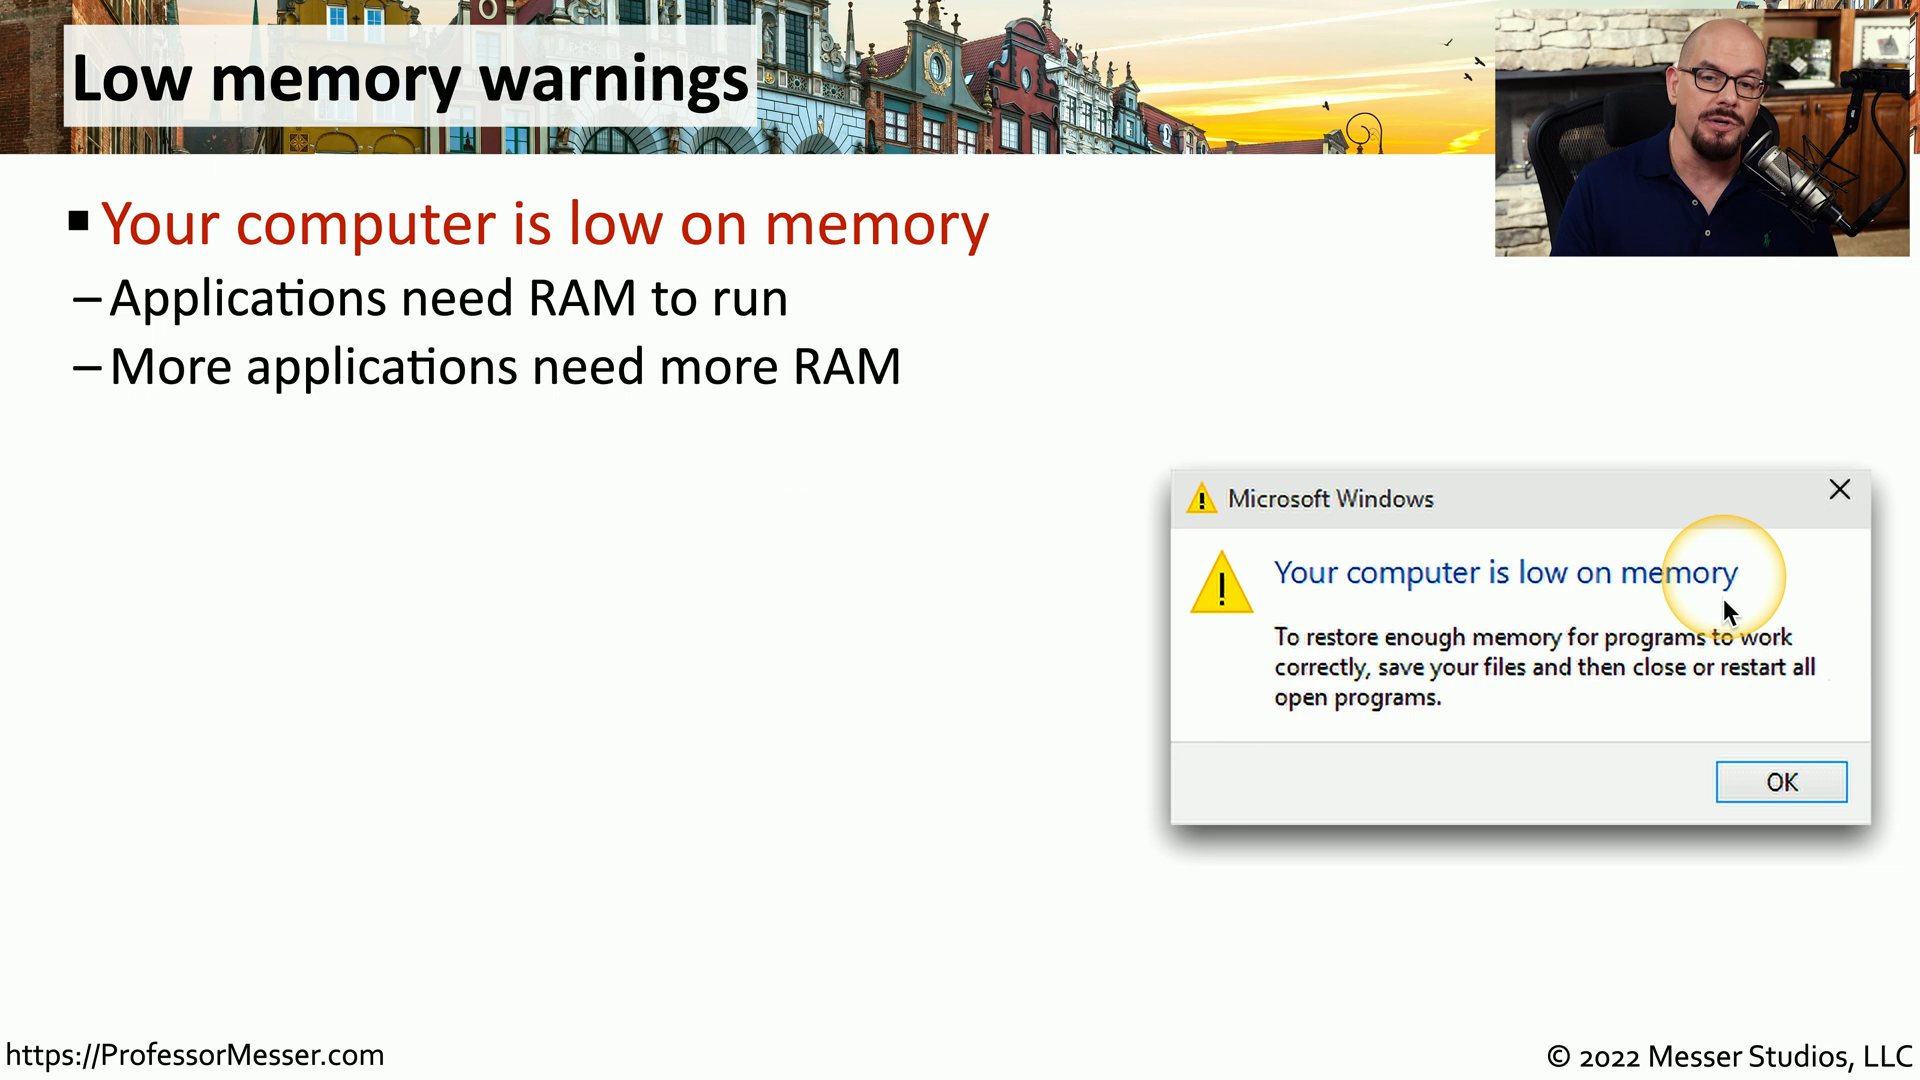 Low memory warnings
▪ Your computer is low on memory
– Applications need RAM to run
– More applications need more RAM
Microsoft Windows
Your computer is low on memory
To restore enough memory for programs to work
correctly, save your files and then close or restart all
open programs.
OK
https://ProfessorMesser.com
© 2022 Messer Studios, LLC